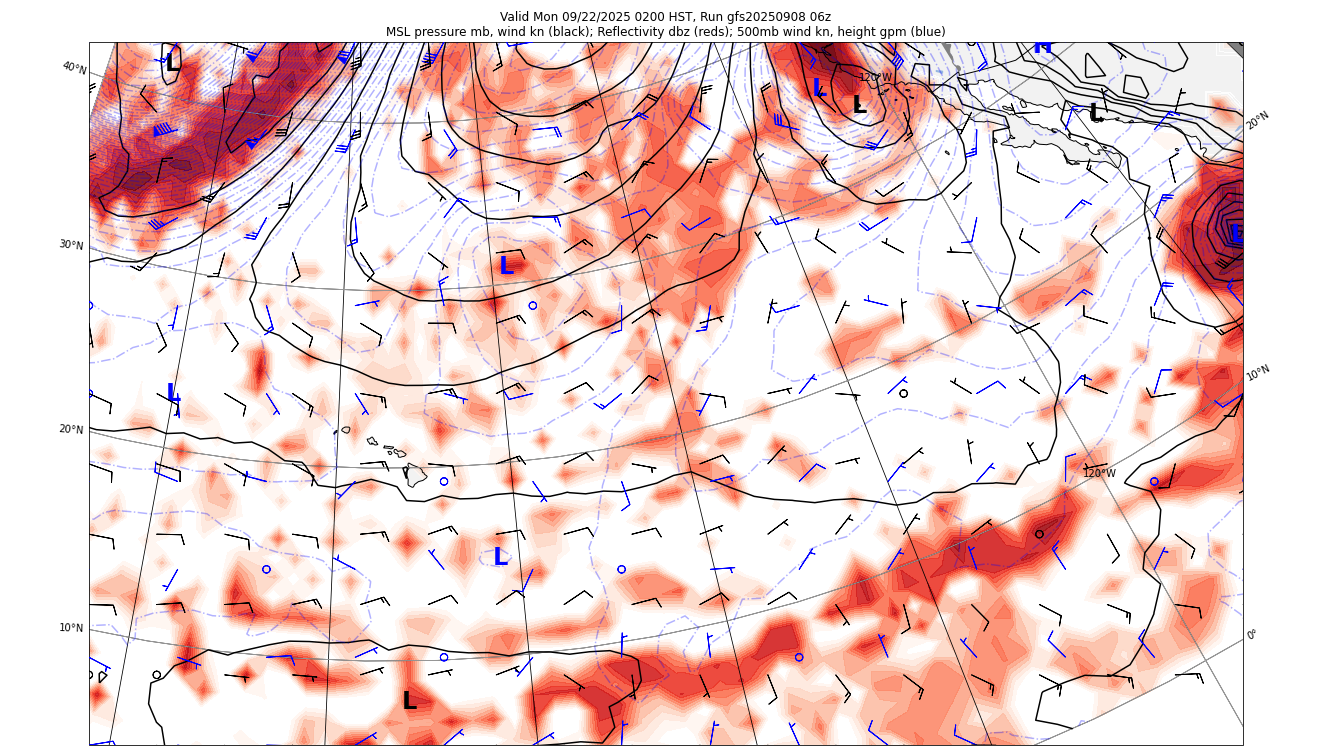 Valid Mon 09/22/2025 0200 HST, Run gfs20250908 06z
MSL pressure mb, wind kn (black); Reflectivity dbz (reds); 500mb wind kn, height gpm (blue)
H
L
40°N
L
120°W
L
L
20°N
L
30°N
L
L
10°N
L
20°N
120°W
L
10°N
0°
L